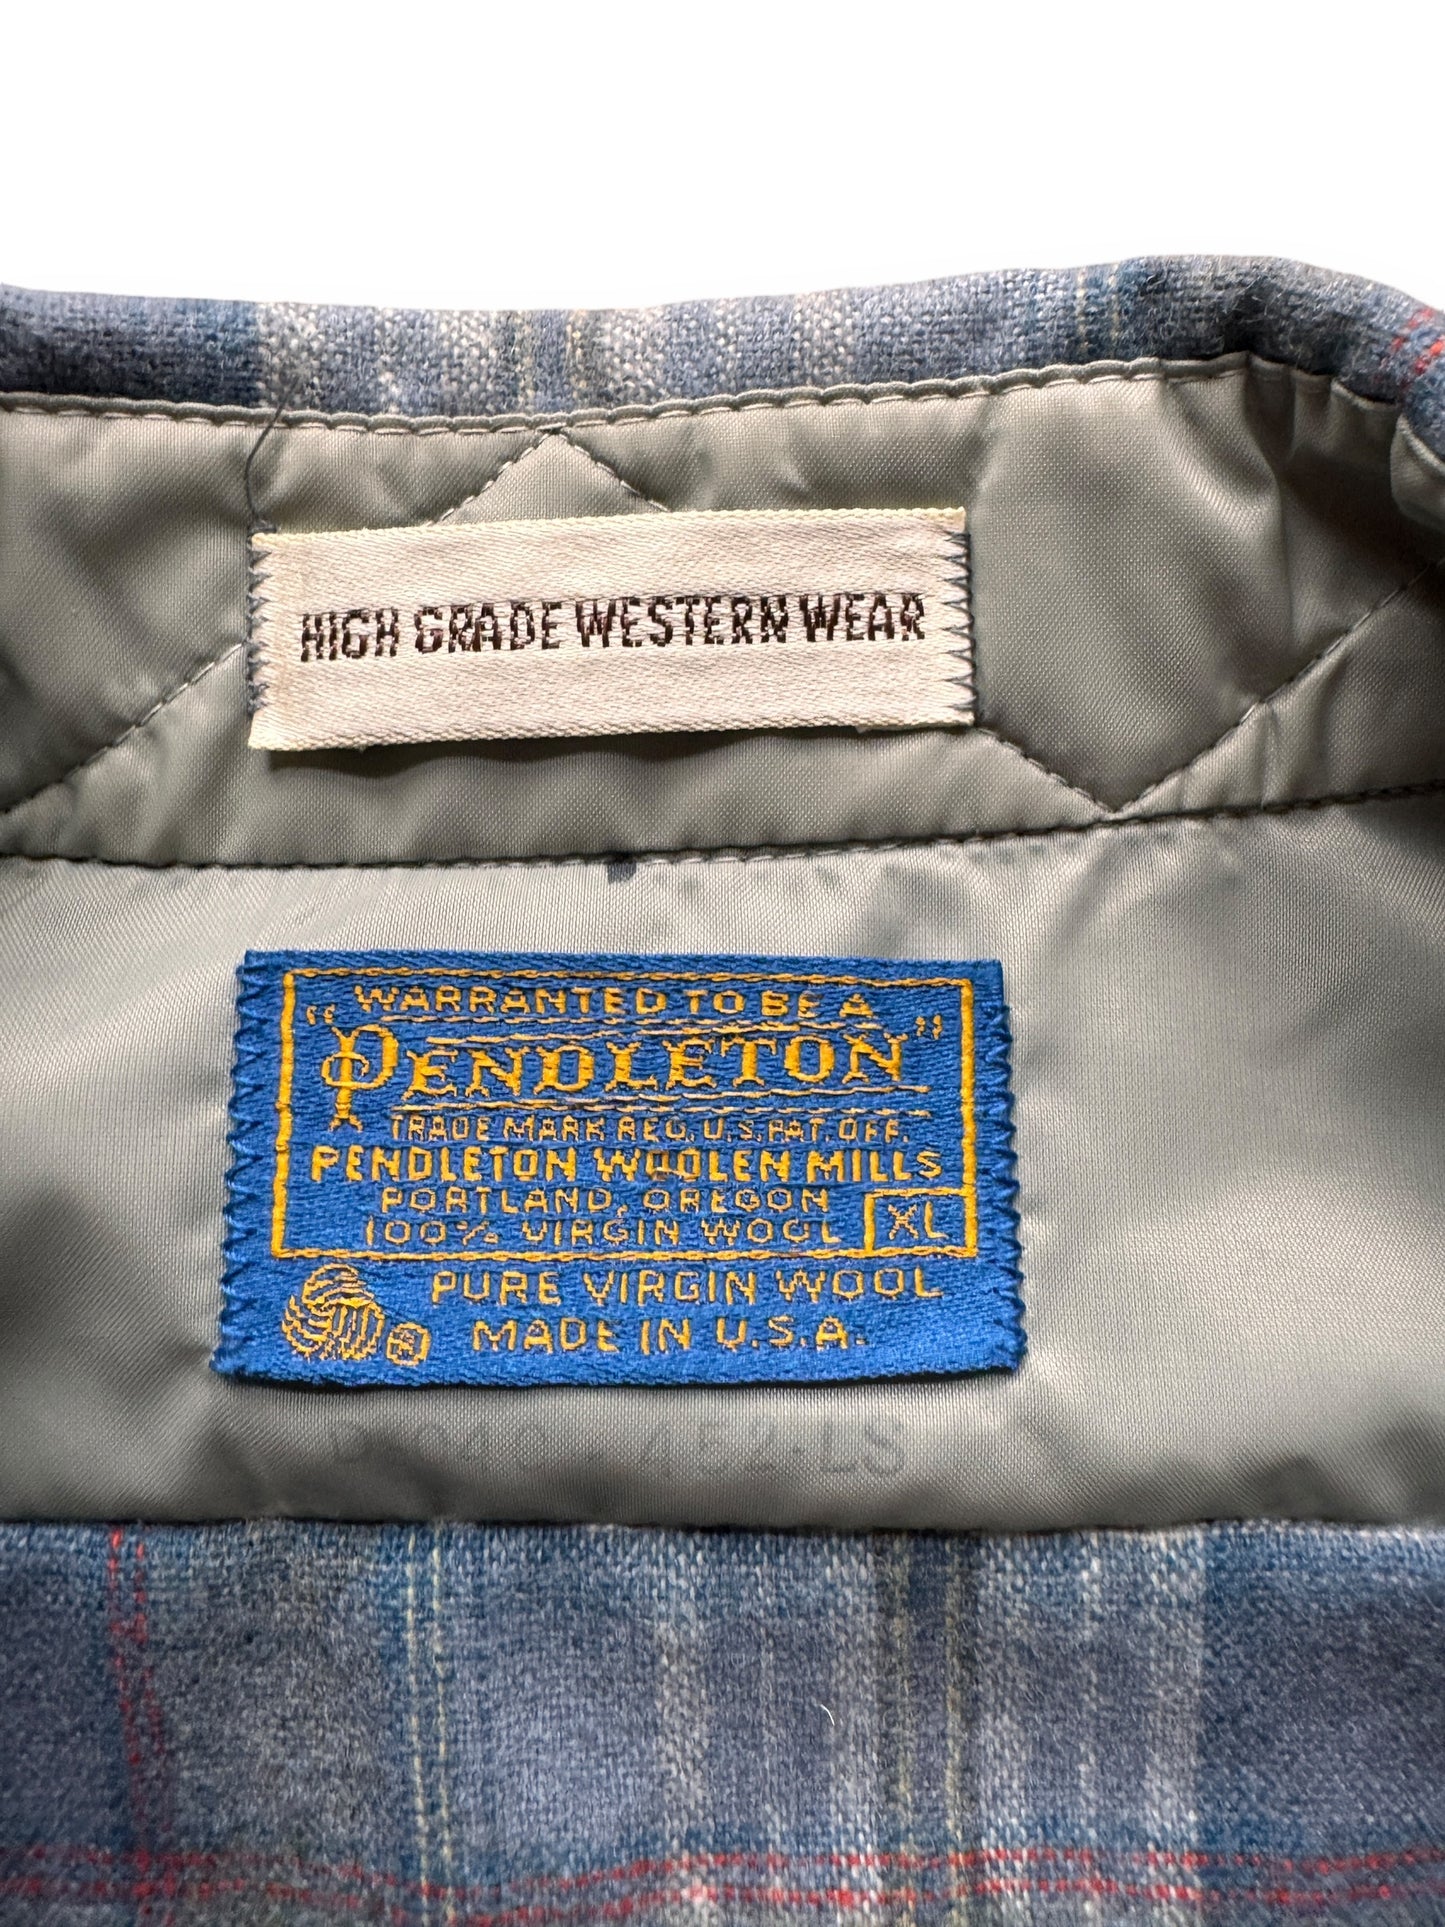 HIGH GRADE WESTERN WEAR
WARRANTED TO BE A
"PENDLETON"
TRADE MARK REG. U.S. PAT. OFF.
PENDLETON WOOLEN MILLS
PORTLAND, OREGON
100% VIRGIN WOOL XL
PURE VIRGIN WOOL
®
MADE IN U.S.A.